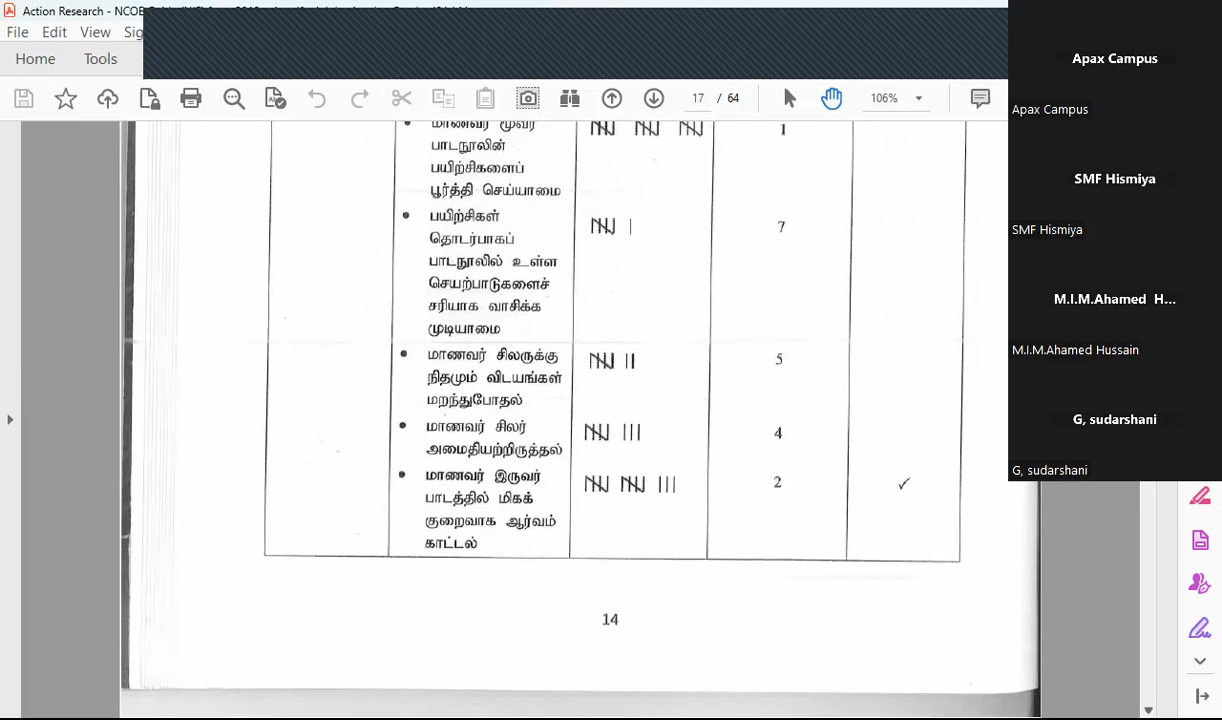 Action Research - NCOE
File Edit View
Home Tools
17 / 64
106%
Apax Campus
Apax Campus
SMF Hismiya
SMF Hismiya
M.I.M.Ahamed H...
M.I.M.Ahamed Hussain
G, sudarshani
G, sudarshani
• மாணவர் மூவர் 1
பாடநூலின்
பயிற்சிகளைப்
பூர்த்தி செய்யாமை
• பயிற்சிகள் 7
தொடர்பாகப்
பாடநூலில் உள்ள
செயற்பாடுகளைச்
சரியாக வாசிக்க
முடியாமை
• மாணவர் சிலருக்கு 5
நிதமும் விடயங்கள்
மறந்துபோதல்
• மாணவர் சிலர் 4
அமைதியற்றிருத்தல்
• மாணவர் இருவர் 2 ✓
பாடத்தில் மிகக்
குறைவாக ஆர்வம்
காட்டல்
14